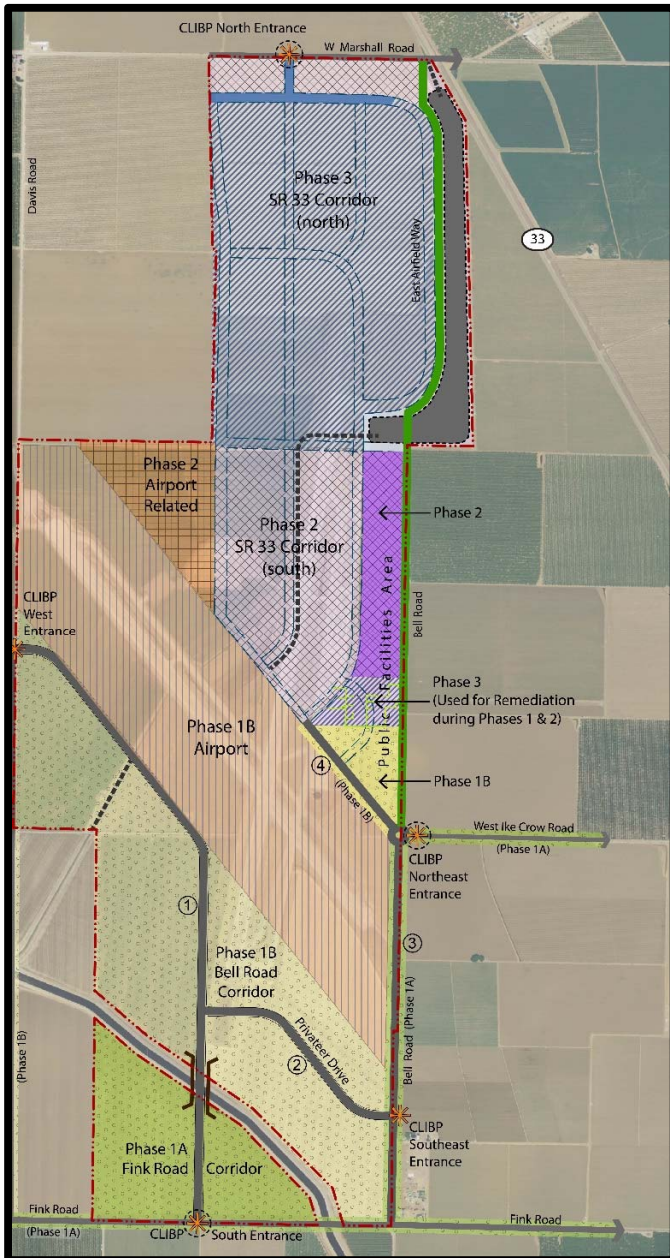 CLIBP North Entrance
W Marshall Road
Davis Road
Phase 3
SR 33 Corridor
(north)
East Airfield Way
33
Phase 2
Airport
Related
Phase 2
SR 33 Corridor
(south)
Phase 2
Public Facilities Area
Bell Road
CLIBP
West
Entrance
Phase 3
(Used for Remediation
during Phases 1 & 2)
Phase 1B
Airport
Phase 1B
4
(Phase 1B)
West Ike Crow Road
(Phase 1A)
CLIBP
Northeast
Entrance
1
3
Phase 1B
Bell Road
Corridor
Bell Road (Phase 1A)
Privateer Drive
2
(Phase 1B)
CLIBP
Southeast
Entrance
Phase 1A
Fink Road Corridor
Fink Road
(Phase 1A)
CLIBP South Entrance
Fink Road